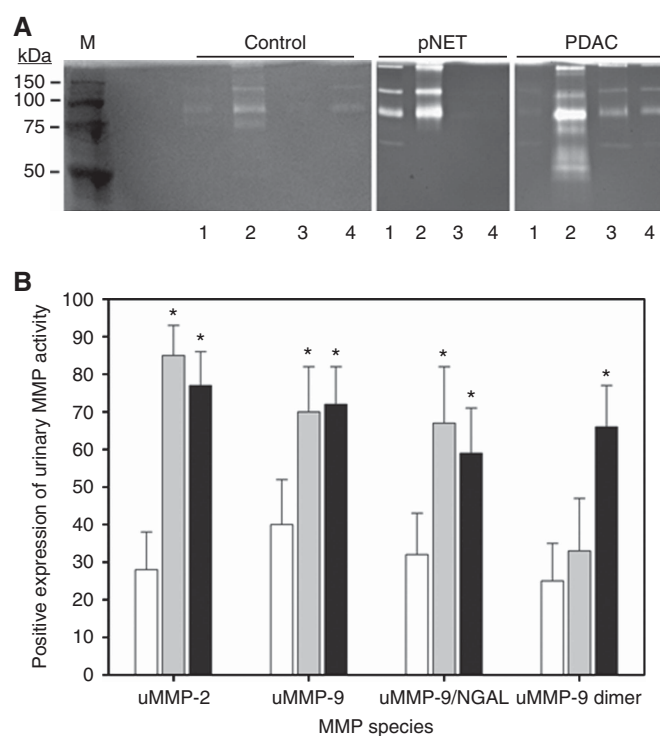 A
kDa
M
Control
pNET
PDAC
150
100
75
50
1 2 3 4
1 2 3 4
1 2 3 4
B
Positive expression of urinary MMP activity
100
90
80
70
60
50
40
30
20
10
0
* *
* *
* *
*
uMMP-2 uMMP-9 uMMP-9/NGAL uMMP-9 dimer
MMP species